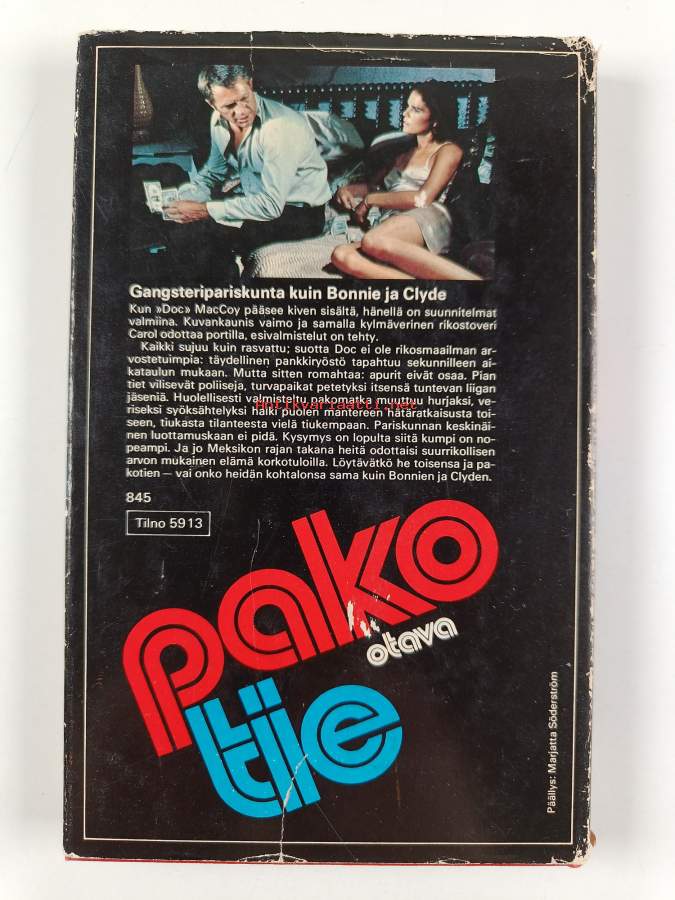 Gangsteripariskunta kuin Bonnie ja Clyde
Kun »Doc» MacCoy pääsee kiven sisältä, hänellä on suunnitelmat
valmiina. Kuvankaunis vaimo ja samalla kylmäverinen rikostoveri
Carol odottaa portilla, esivalmistelut on tehty.
Kaikki sujuu kuin rasvattu; suotta Doc ei ole rikosmaailman ar-
vostetuimpia: täydellinen pankkiryöstö tapahtuu sekunnilleen ai-
kataulun mukaan. Mutta sitten romahtaa: apurit eivät osaa. Pian
tiet vilisevät poliiseja, turvapaikat petetyksi itsensä tuntevan liigan
jäseniä. Huolellisesti valmisteltu pakomatka muuttuu hurjaksi, ve-
Antikvariaatti.net
riseksi syöksähtelyksi halki puolen mantereen hätäratkaisusta toi-
seen, tiukasta tilanteesta vielä tiukempaan. Pariskunnan keskinäi-
nen luottamuskaan ei pidä. Kysymys on lopulta siitä kumpi on no-
peampi. Ja jo Meksikon rajan takana heitä odottaisi suurrikollisen
arvon mukainen elämä korkotuloilla. Löytävätkö he toisensa ja pa-
kotien — vai onko heidän kohtalonsa sama kuin Bonnien ja Clyden.
845
Tilno 5913
pako
otava
tie
Päällys: Marjatta Söderström